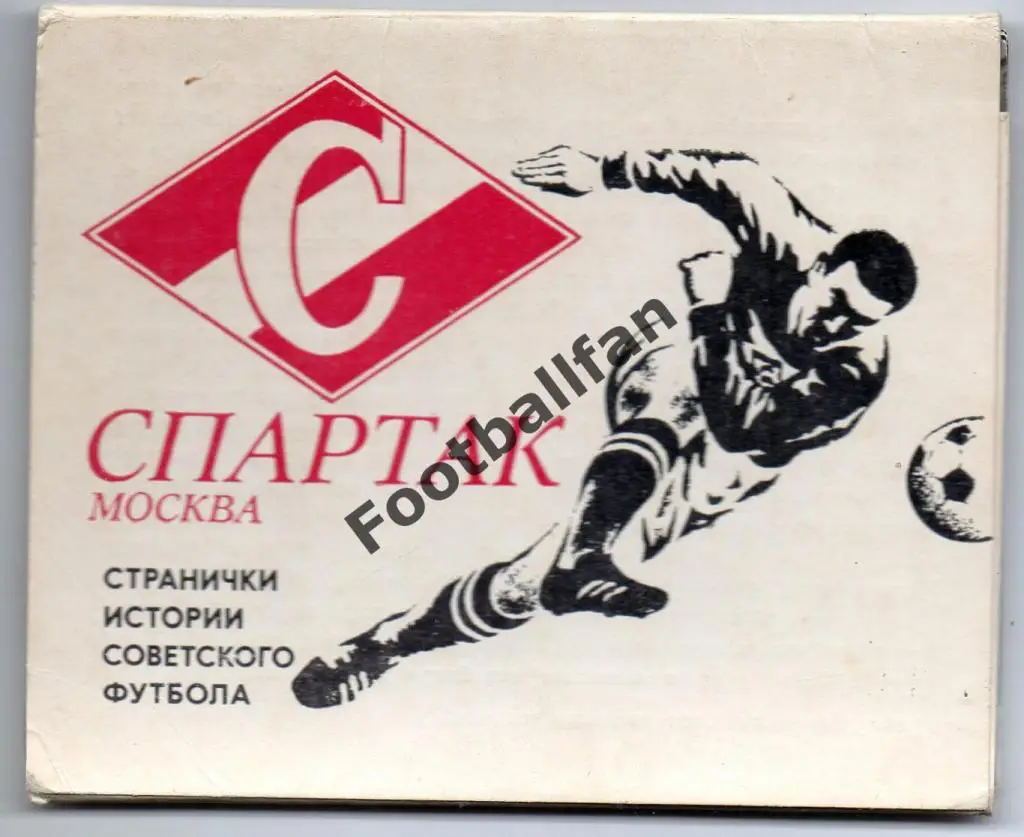 С
СПАРТАК
МОСКВА
СТРАНИЧКИ
ИСТОРИИ
СОВЕТСКОГО
ФУТБОЛА
Footballfan